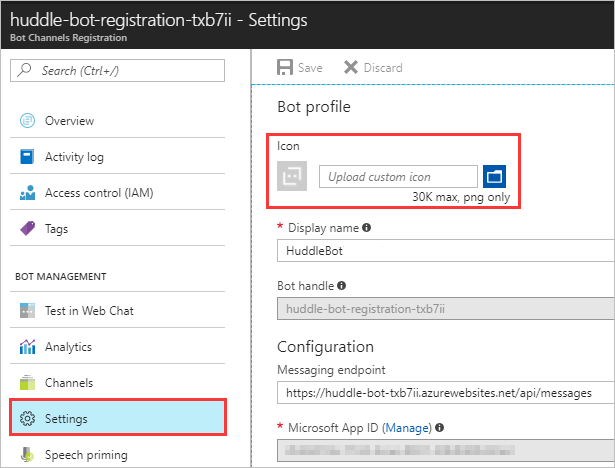 huddle-bot-registration-txb7ii - Settings
Bot Channels Registration
Search (Ctrl+/)
Overview
Activity log
Access control (IAM)
Tags
BOT MANAGEMENT
Test in Web Chat
Analytics
Channels
Settings
Speech priming
Save Discard
Bot profile
Icon
Upload custom icon
30K max, png only
* Display name
HuddleBot
Bot handle
huddle-bot-registration-txb7ii
Configuration
Messaging endpoint
https://huddle-bot-txb7ii.azurewebsites.net/api/messages
* Microsoft App ID (Manage)